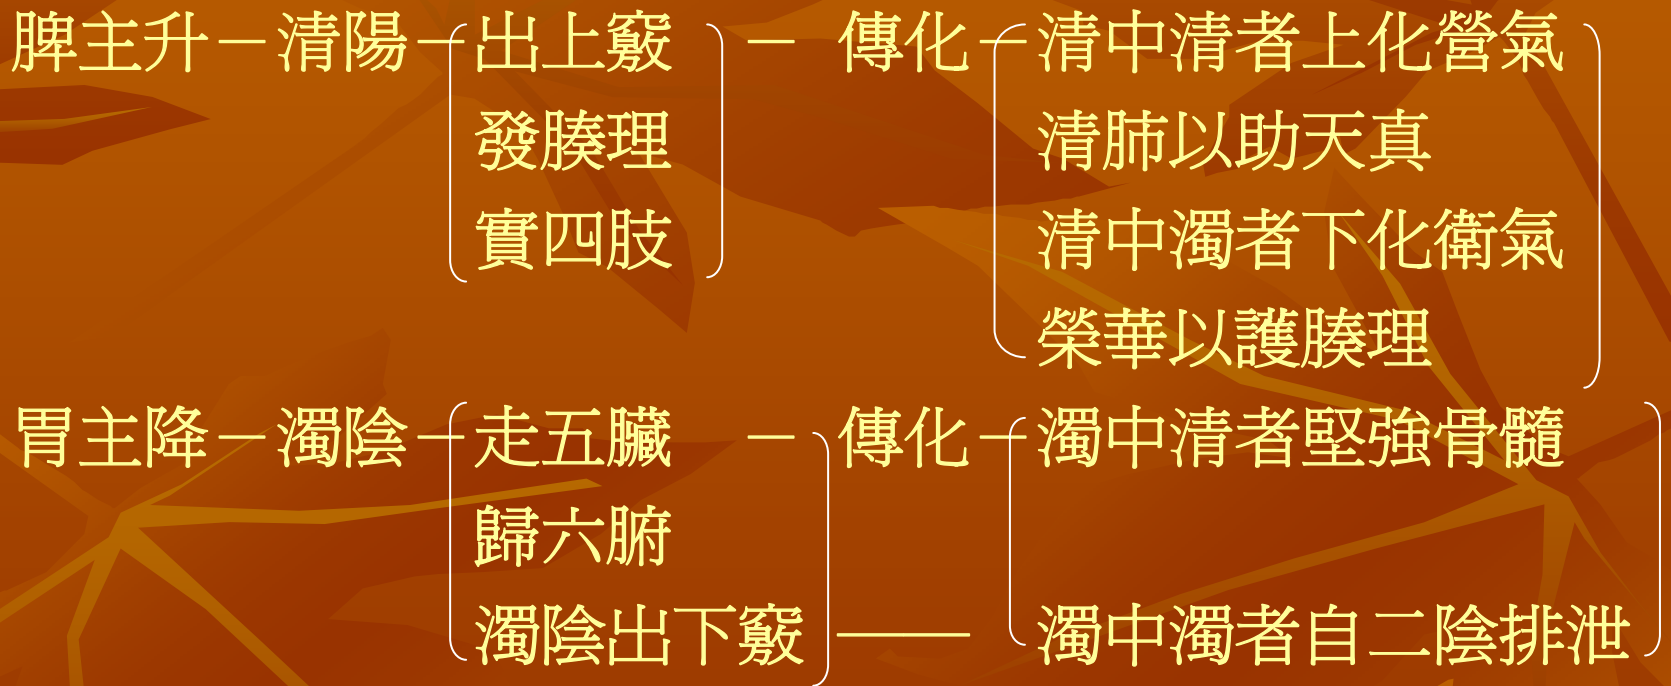 脾主升－清陽－出上竅 － 傳化－清中清者上化營氣
發腠理 清肺以助天真
實四肢 清中濁者下化衛氣
榮華以護腠理
胃主降－濁陰－走五臟 － 傳化－濁中清者堅強骨髓
歸六腑
濁陰出下竅 —— 濁中濁者自二陰排泄